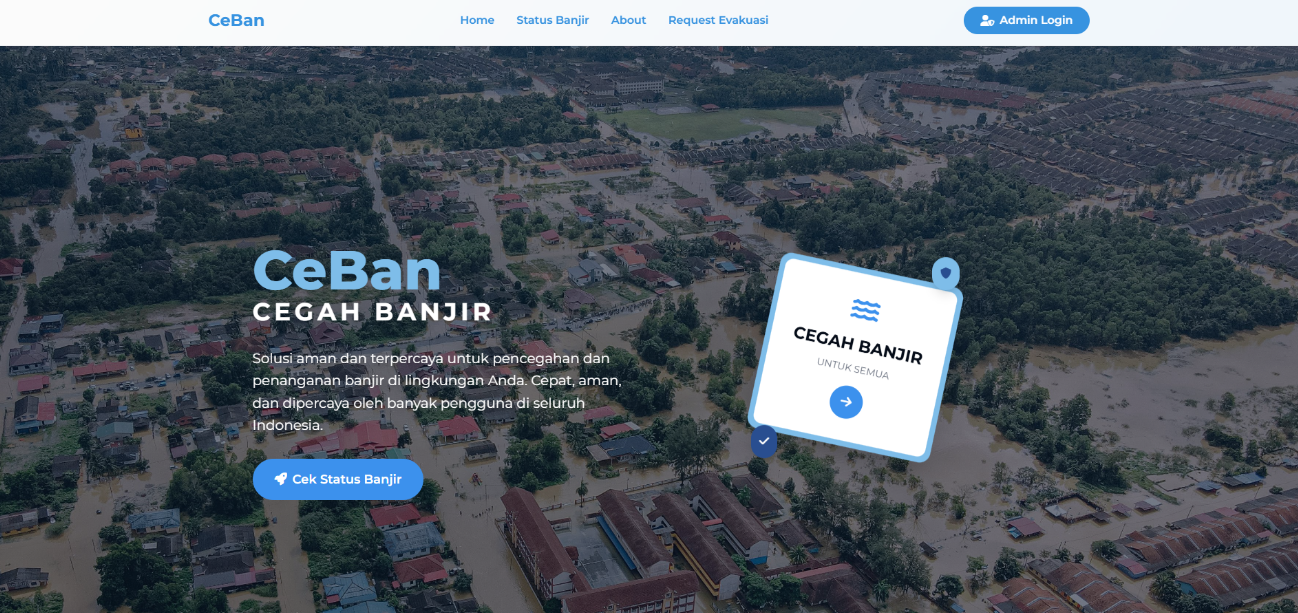 CeBan
Home
Status Banjir
About
Request Evakuasi
Admin Login
CeBan
CEGAH BANJIR
Solusi aman dan terpercaya untuk pencegahan dan
penanganan banjir di lingkungan Anda. Cepat, aman,
dan dipercaya oleh banyak pengguna di seluruh
Indonesia.
Cek Status Banjir
CEGAH BANJIR
UNTUK SEMUA